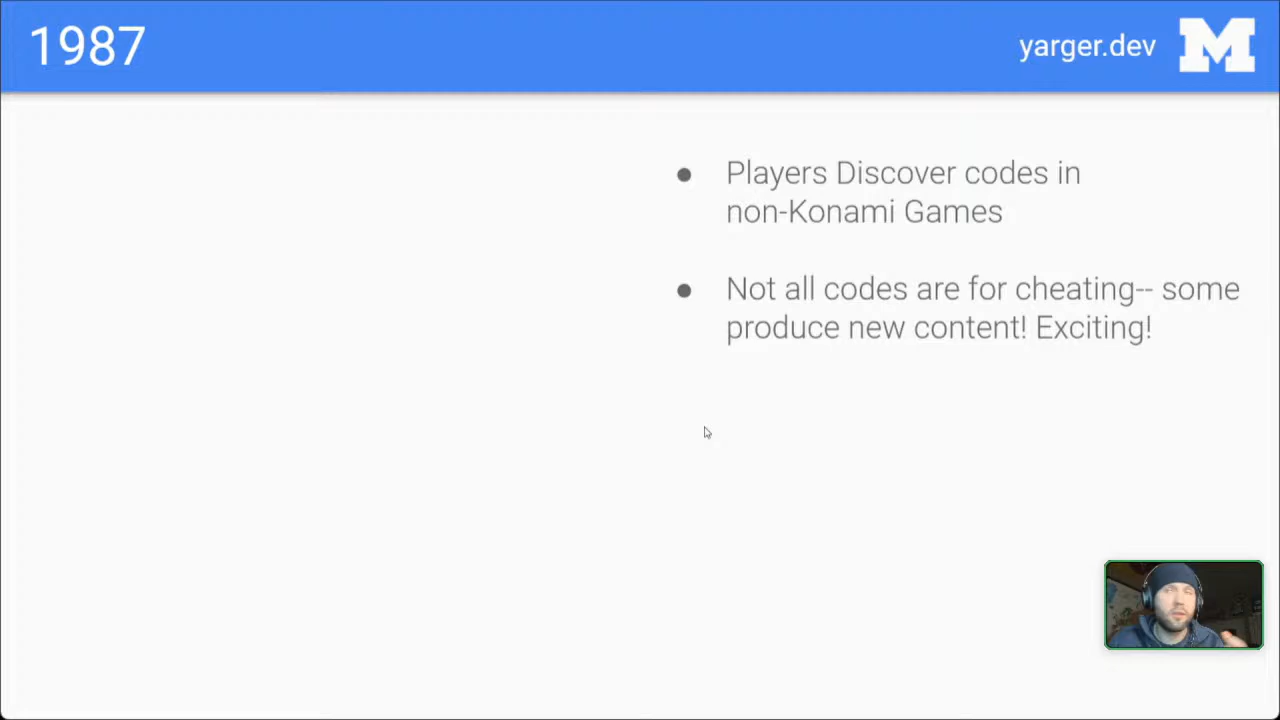 1987
yarger.dev
M
● Players Discover codes in
non-Konami Games
● Not all codes are for cheating-- some
produce new content! Exciting!